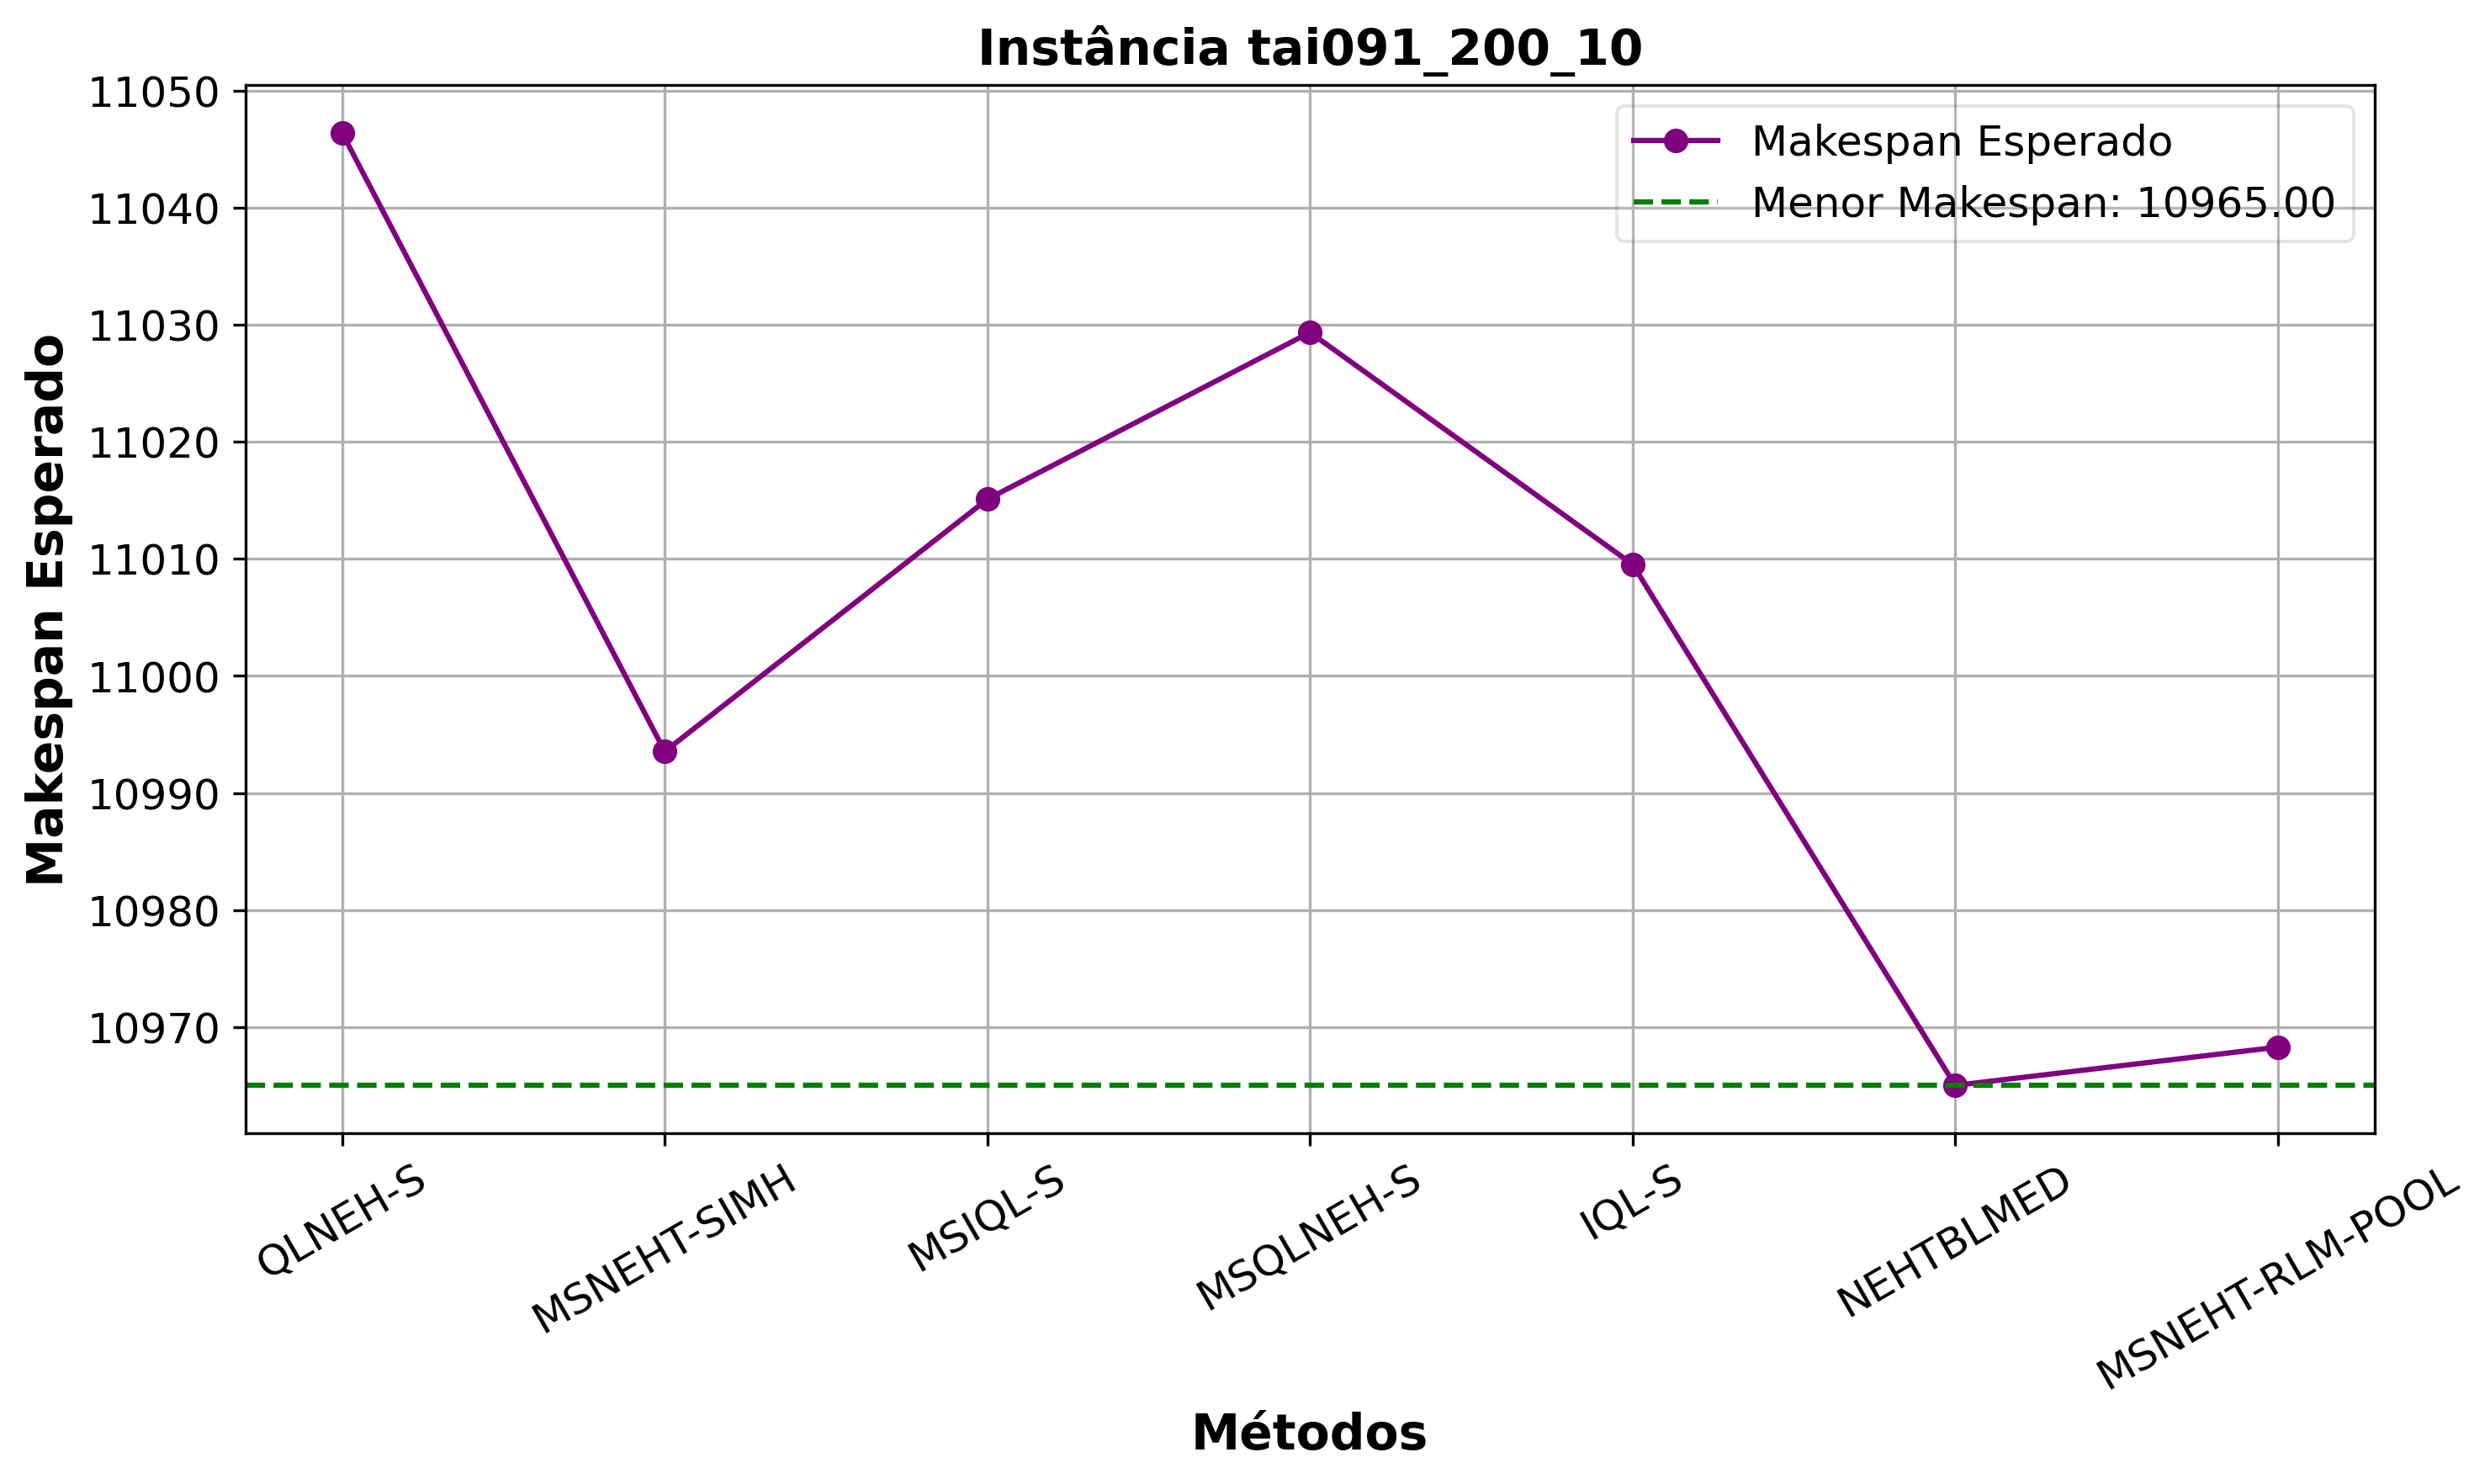 Instância tai091_200_10
Makespan Esperado
Menor Makespan: 10965.00
Makespan Esperado
11050
11040
11030
11020
11010
11000
10990
10980
10970
QLNEH-S
MSNEHT-SIMH
MSIQL-S
MSQLNEH-S
IQL-S
NEHTBLMED
MSNEHT-RLM-POOL
Métodos